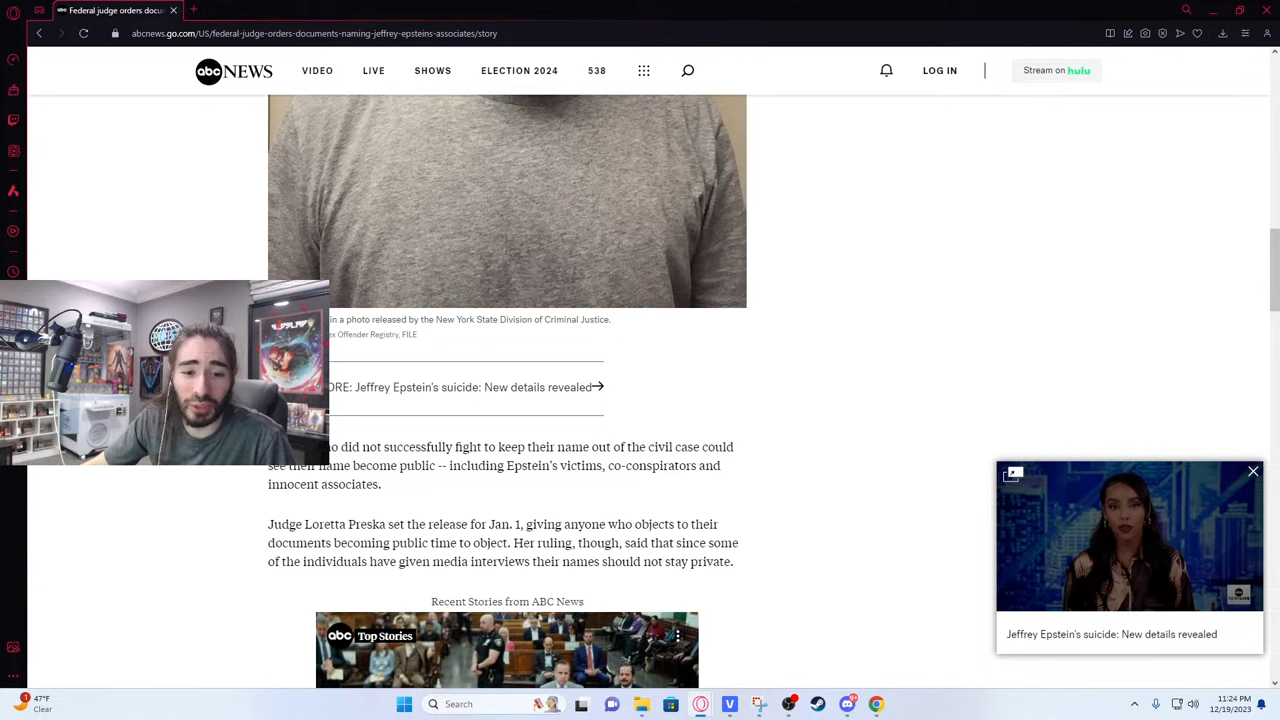 Federal judge orders docu
abcnews.go.com/US/federal-judge-orders-documents-naming-jeffrey-epsteins-associates/story
abc NEWS
VIDEO
LIVE
SHOWS
ELECTION 2024
538
LOG IN
Stream on hulu
in a photo released by the New York State Division of Criminal Justice.
ex Offender Registry, FILE
ORE: Jeffrey Epstein's suicide: New details revealed
o did not successfully fight to keep their name out of the civil case could
see their name become public -- including Epstein's victims, co-conspirators and
innocent associates.
Judge Loretta Preska set the release for Jan. 1, giving anyone who objects to their
documents becoming public time to object. Her ruling, though, said that since some
of the individuals have given media interviews their names should not stay private.
Recent Stories from ABC News
abc Top Stories
Jeffrey Epstein's suicide: New details revealed
47°F
Clear
Search
11:24 PM
12/19/2023